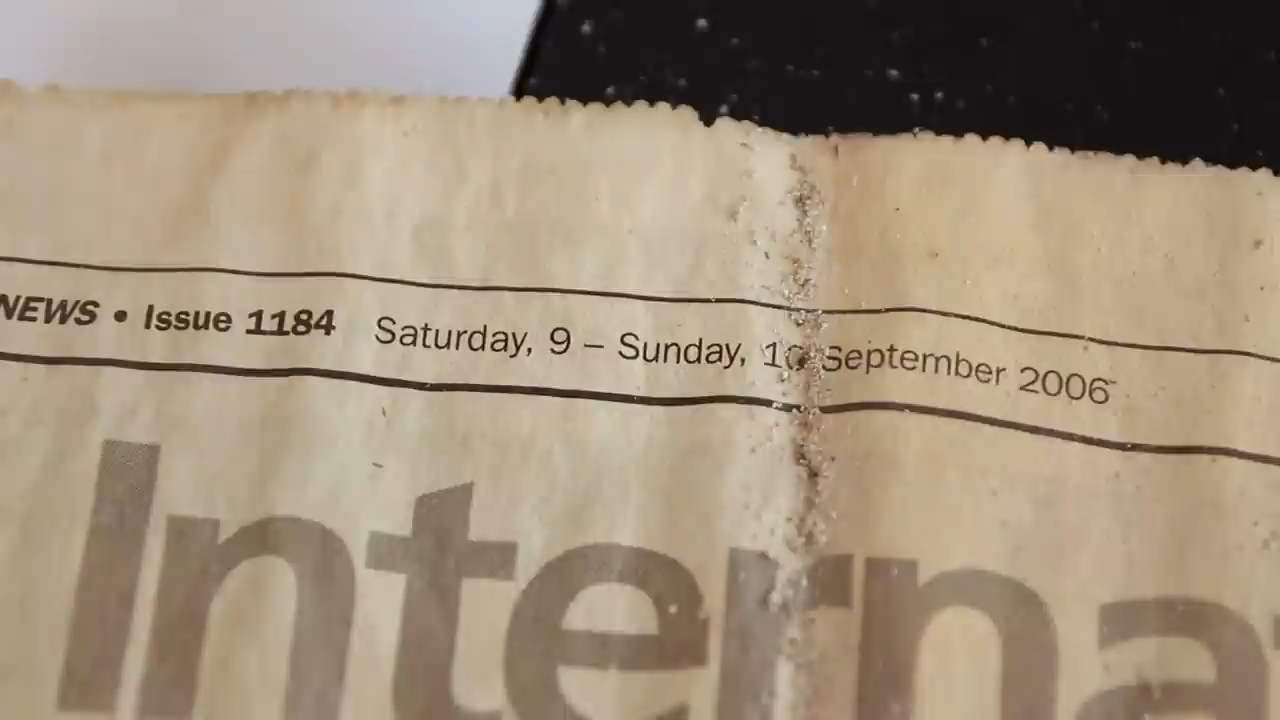 NEWS • Issue 1184 Saturday, 9 – Sunday, 10 September 2006
Interna